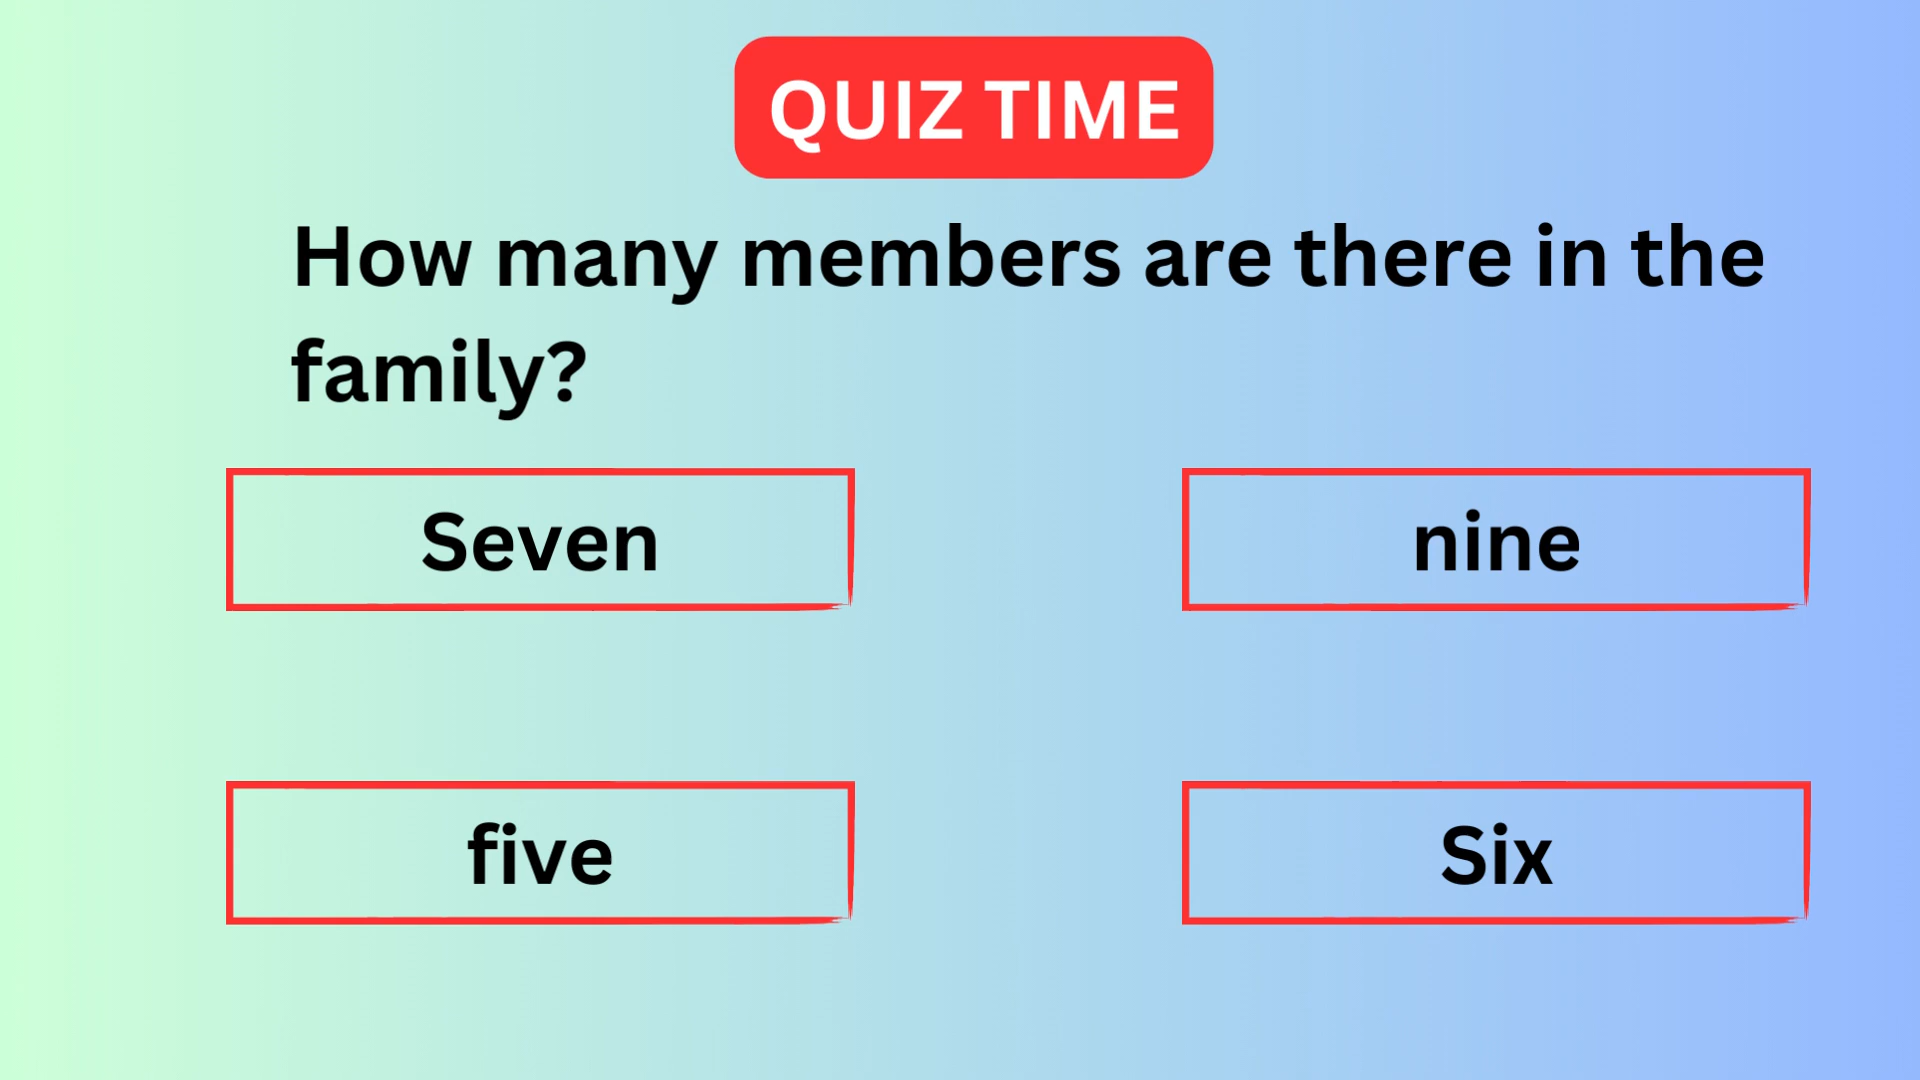 QUIZ TIME
How many members are there in the
family?
Seven
nine
five
Six